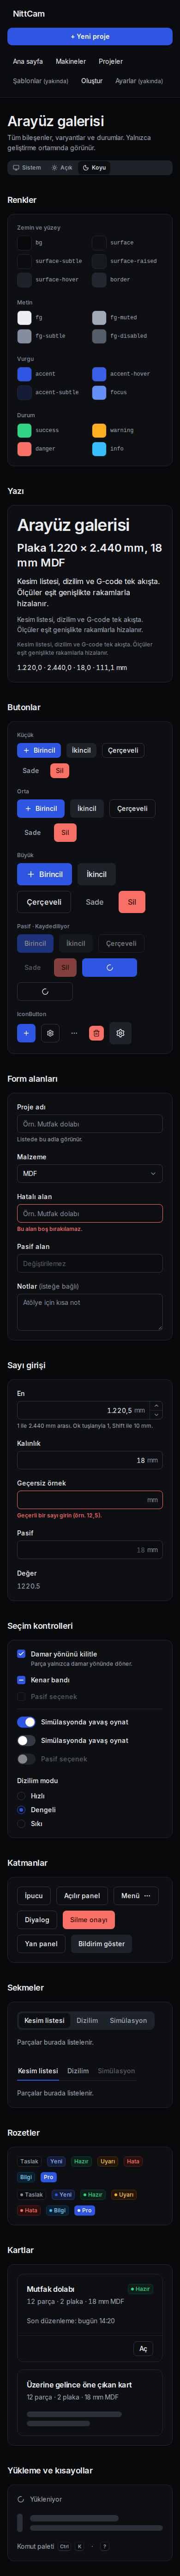 NittCam
+ Yeni proje
Ana sayfa Makineler Projeler
Şablonlar (yakında) Oluştur Ayarlar (yakında)
Arayüz galerisi
Tüm bileşenler, varyantlar ve durumlar. Yalnızca
geliştirme ortamında görünür.
Sistem Açık Koyu
Renkler
Zemin ve yüzey
bg surface
surface-subtle surface-raised
surface-hover border
Metin
fg fg-muted
fg-subtle fg-disabled
Vurgu
accent accent-hover
accent-subtle focus
Durum
success warning
danger info
Yazı
Arayüz galerisi
Plaka 1.220 × 2.440 mm, 18
mm MDF
Kesim listesi, dizilim ve G-code tek akışta.
Ölçüler eşit genişlikte rakamlarla
hizalanır.
Kesim listesi, dizilim ve G-code tek akışta.
Ölçüler eşit genişlikte rakamlarla hizalanır.
Kesim listesi, dizilim ve G-code tek akışta. Ölçüler
eşit genişlikte rakamlarla hizalanır.
1.220,0 · 2.440,0 · 18,0 · 111,1 mm
Butonlar
Küçük
+ Birincil İkincil Çerçeveli
Sade Sil
Orta
+ Birincil İkincil Çerçeveli
Sade Sil
Büyük
+ Birincil İkincil
Çerçeveli Sade Sil
Pasif · Kaydediliyor
Birincil İkincil Çerçeveli
Sade Sil
IconButton
Form alanları
Proje adı
Örn. Mutfak dolabı
Listede bu adla görünür.
Malzeme
MDF
Hatalı alan
Örn. Mutfak dolabı
Bu alan boş bırakılamaz.
Pasif alan
Değiştirilemez
Notlar (isteğe bağlı)
Atölye için kısa not
Sayı girişi
En
1.220,5 mm
1 ile 2.440 mm arası. Ok tuşlarıyla 1, Shift ile 10 mm.
Kalınlık
18 mm
Geçersiz örnek
mm
Geçerli bir sayı girin (örn. 12,5).
Pasif
18 mm
Değer
1220.5
Seçim kontrolleri
Damar yönünü kilitle
Parça yalnızca damar yönünde döner.
Kenar bandı
Pasif seçenek
Simülasyonda yavaş oynat
Simülasyonda yavaş oynat
Pasif seçenek
Dizilim modu
Hızlı
Dengeli
Sıkı
Katmanlar
İpucu Açılır panel Menü ···
Diyalog Silme onayı
Yan panel Bildirim göster
Sekmeler
Kesim listesi Dizilim Simülasyon
Parçalar burada listelenir.
Kesim listesi Dizilim Simülasyon
Parçalar burada listelenir.
Rozetler
Taslak Yeni Hazır Uyarı Hata
Bilgi Pro
Taslak Yeni Hazır Uyarı
Hata Bilgi Pro
Kartlar
Mutfak dolabı Hazır
12 parça · 2 plaka · 18 mm MDF
Son düzenleme: bugün 14:20
Aç
Üzerine gelince öne çıkan kart
12 parça · 2 plaka · 18 mm MDF
Yükleme ve kısayollar
Yükleniyor
Komut paleti Ctrl K · ?